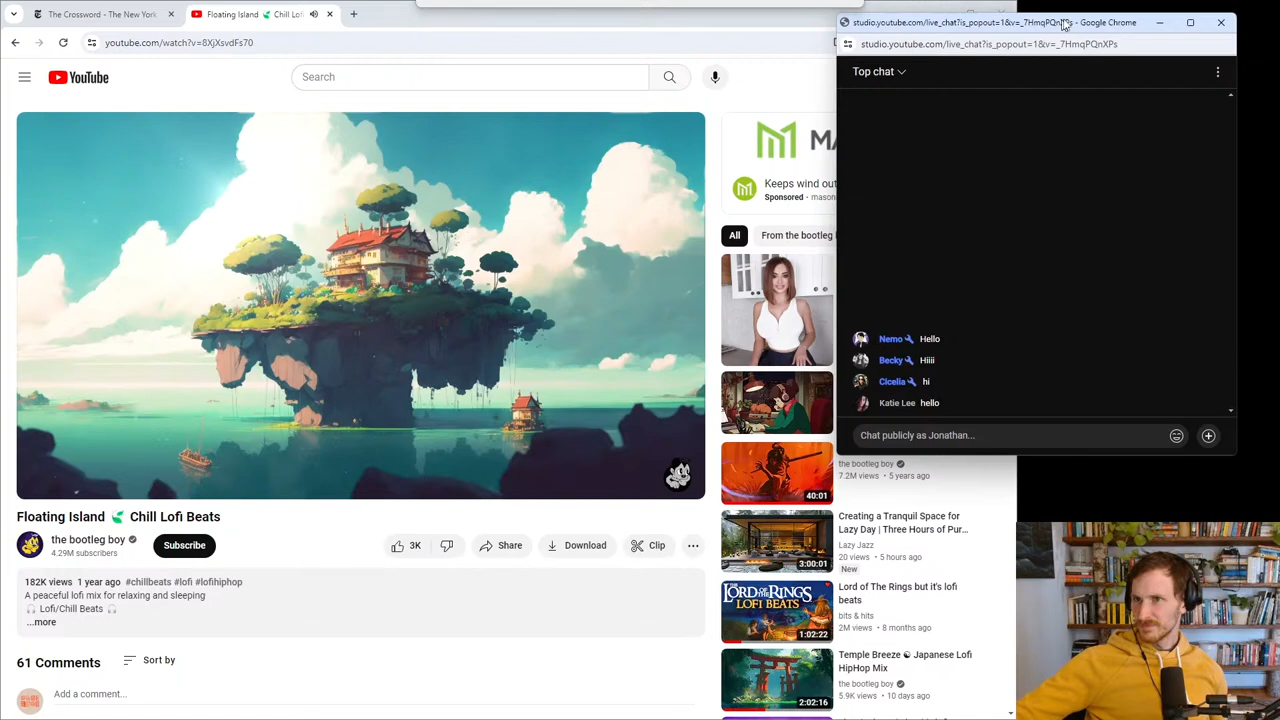 The Crossword - The New York
Floating Island Chill Lofi
youtube.com/watch?v=8XjXsvdFs70
YouTube
Search
Keeps wind out
Sponsored • mason
All
From the bootleg
studio.youtube.com/live_chat?is_popout=1&v=_7HmqPQnXPs - Google Chrome
studio.youtube.com/live_chat?is_popout=1&v=_7HmqPQnXPs
Top chat
Nemo Hello
Becky Hiiii
Cicelia hi
Katie Lee hello
Chat publicly as Jonathan...
Floating Island Chill Lofi Beats
the bootleg boy
4.29M subscribers
Subscribe
3K
Share
Download
Clip
182K views 1 year ago #chillbeats #lofi #lofihiphop
Lofi/Chill Beats
...more
61 Comments
Sort by
Add a comment...
40:01
the bootleg boy
7.2M views • 5 years ago
3:00:01
Creating a Tranquil Space for
Lazy Day | Three Hours of Pur...
Lazy Jazz
20 views • 5 hours ago
New
THE
LORD OF THE
RINGS
LOFI BEATS
1:02:22
Lord of The Rings but it's lofi
beats
bits & hits
2M views • 8 months ago
2:02:16
Temple Breeze ☯ Japanese Lofi
HipHop Mix
the bootleg boy
5.9K views • 10 days ago